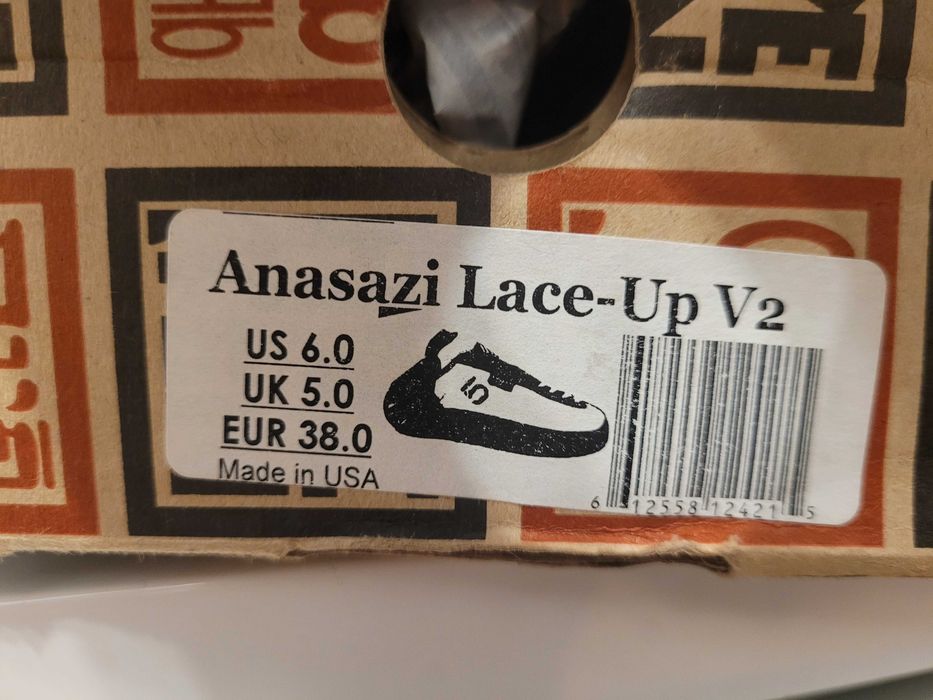 Anasazi Lace-Up V2
US 6.0
UK 5.0
EUR 38.0
Made in USA
6 12558 12421 5